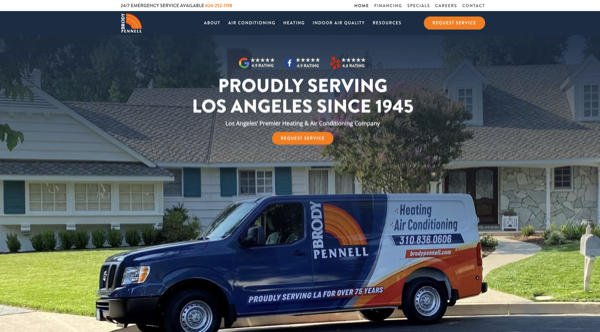 24/7 EMERGENCY SERVICE AVAILABLE 424-252-1198
HOME FINANCING SPECIALS CAREERS CONTACT
BRODY
PENNELL
ABOUT AIR CONDITIONING HEATING INDOOR AIR QUALITY RESOURCES
REQUEST SERVICE
G ★★★★★ f ★★★★★ ★★★★★
4.9 RATING 4.9 RATING 4.8 RATING
PROUDLY SERVING
LOS ANGELES SINCE 1945
Los Angeles' Premier Heating & Air Conditioning Company
REQUEST SERVICE
BRODY
PENNELL
Heating
Air Conditioning
310.836.0606
brodypennell.com
PROUDLY SERVING LA FOR OVER 75 YEARS